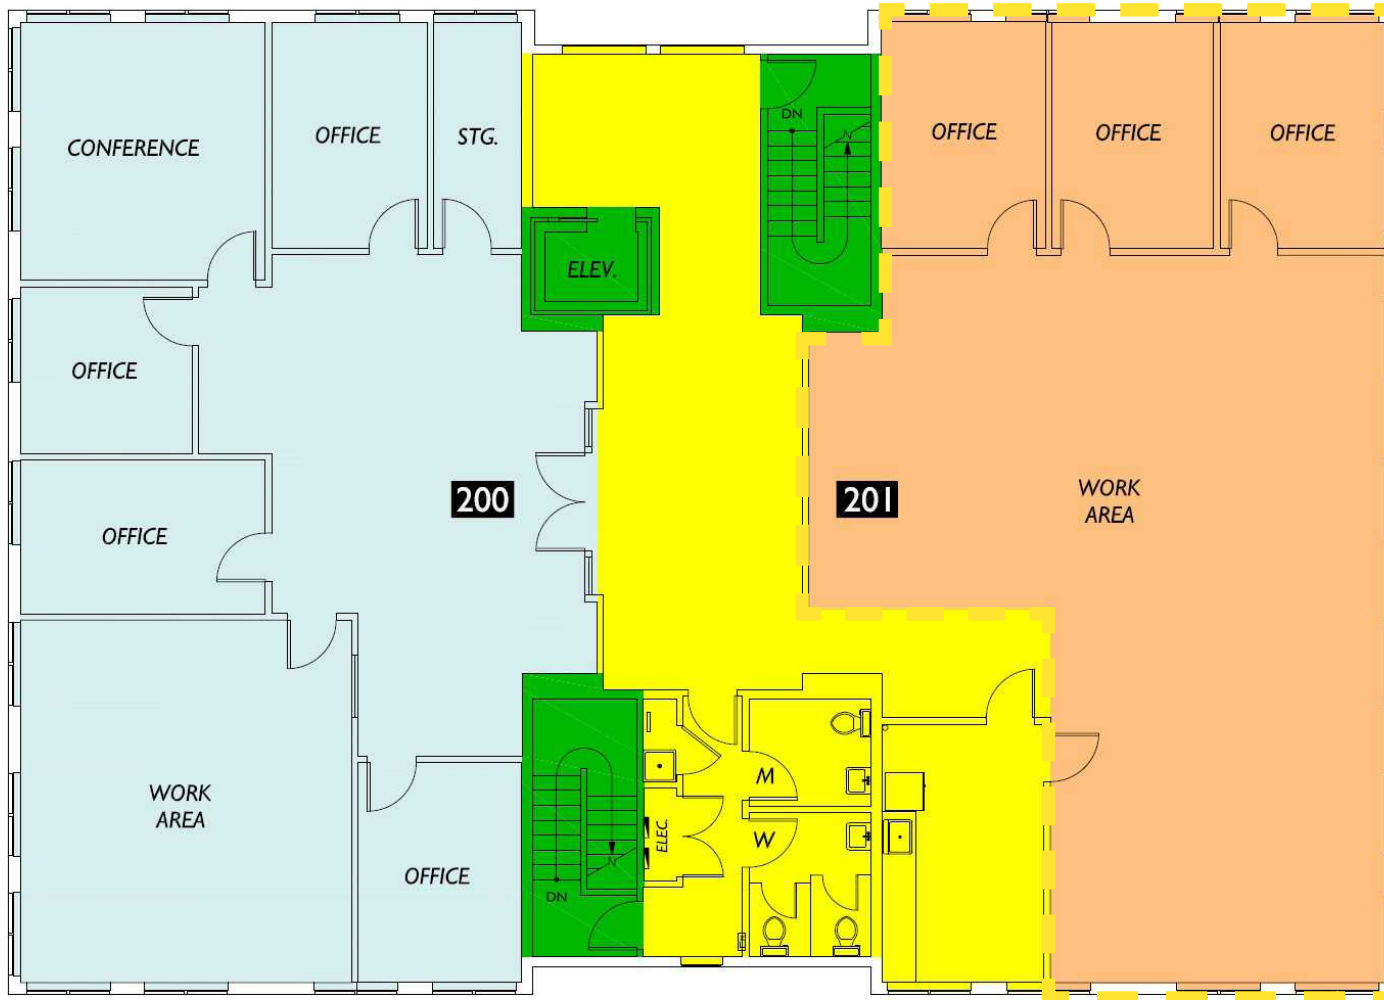 CONFERENCE
OFFICE
STG.
DN
N
OFFICE
OFFICE
OFFICE
ELEV.
OFFICE
200
201
WORK
AREA
OFFICE
WORK
AREA
OFFICE
M
W
ELEC.
N
DN